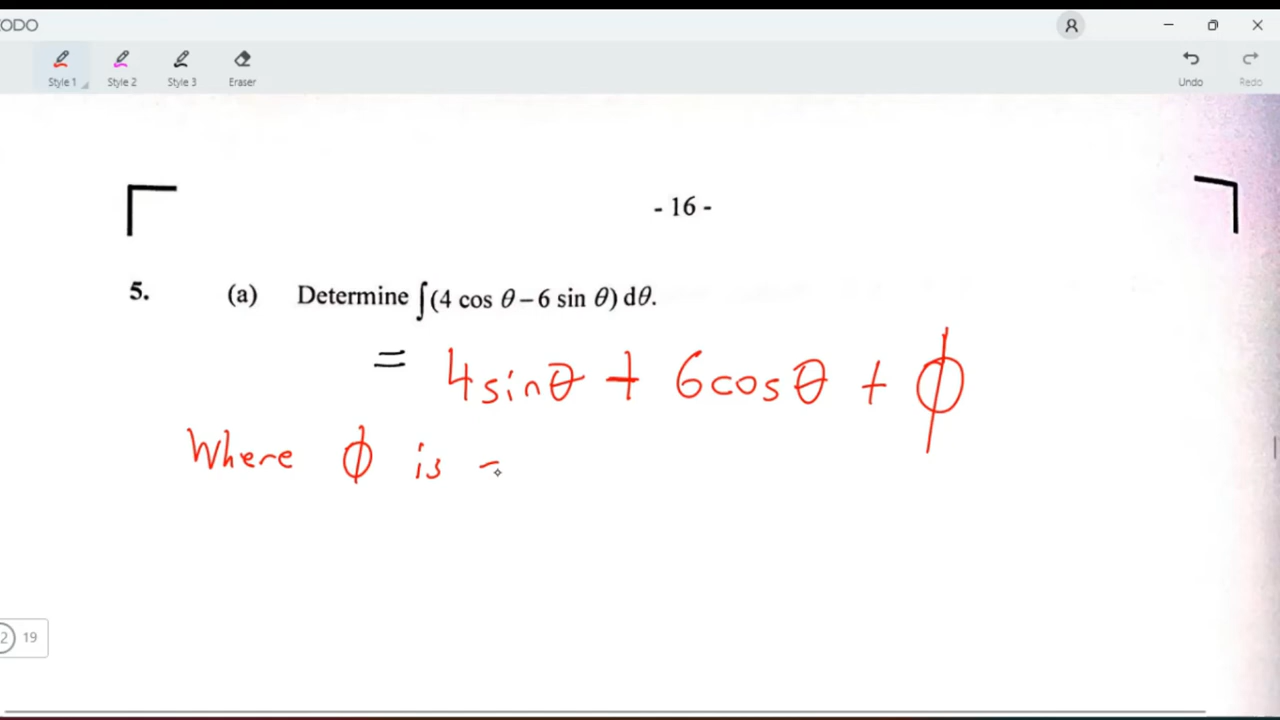 ODO
Style 1 Style 2 Style 3 Eraser Undo Redo
- 16 -
5. (a) Determine ∫(4 cos θ – 6 sin θ) dθ.
= 4sinθ + 6cosθ + ϕ
Where ϕ is
2 19